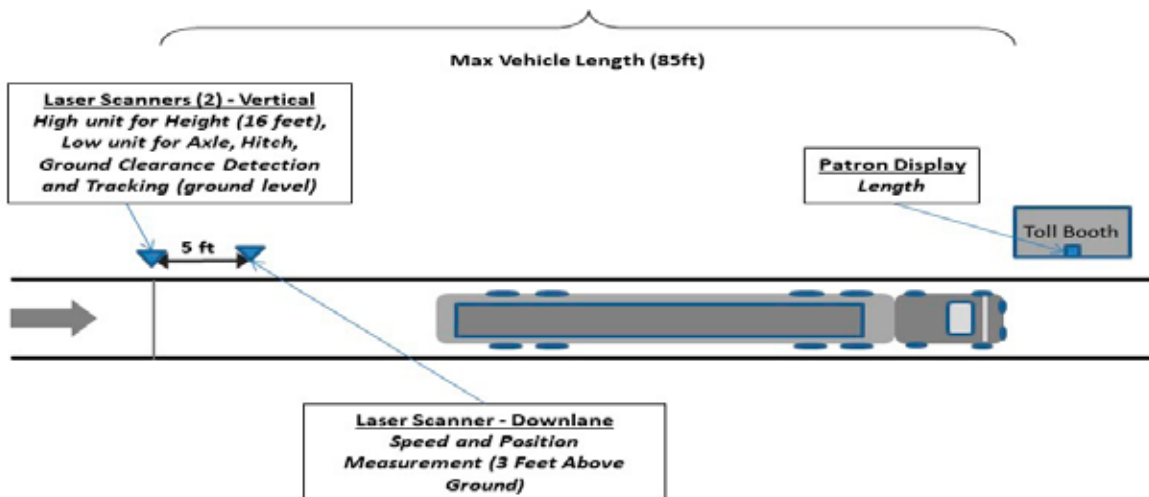 Max Vehicle Length (85ft)
Laser Scanners (2) - Vertical
High unit for Height (16 feet),
Low unit for Axle, Hitch,
Ground Clearance Detection
and Tracking (ground level)
Patron Display
Length
Toll Booth
5 ft
Laser Scanner - Downlane
Speed and Position
Measurement (3 Feet Above
Ground)